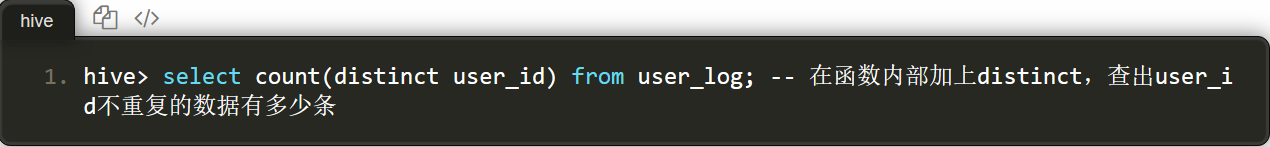 hive
1. hive> select count(distinct user_id) from user_log; -- 在函数内部加上distinct，查出user_i
d不重复的数据有多少条